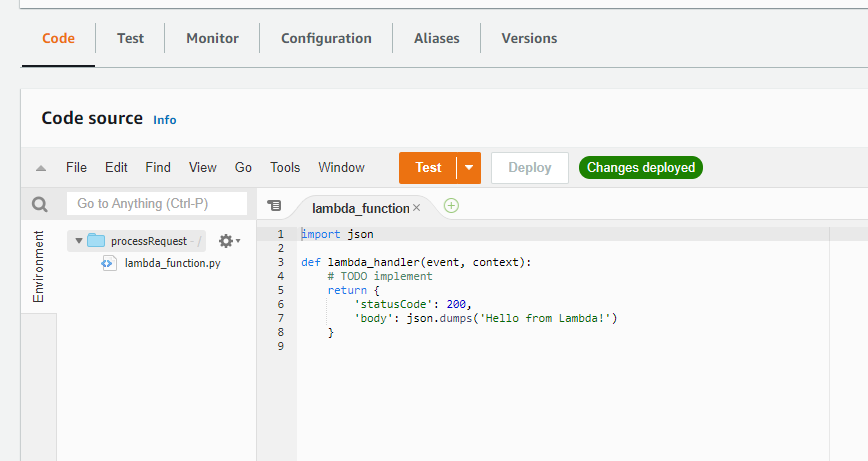 Code Test Monitor Configuration Aliases Versions
Code source Info
File Edit Find View Go Tools Window Test Deploy Changes deployed
Go to Anything (Ctrl-P)
lambda_function
Environment
processRequest - /
lambda_function.py
1 import json
2
3 def lambda_handler(event, context):
4 # TODO implement
5 return {
6 'statusCode': 200,
7 'body': json.dumps('Hello from Lambda!')
8 }
9